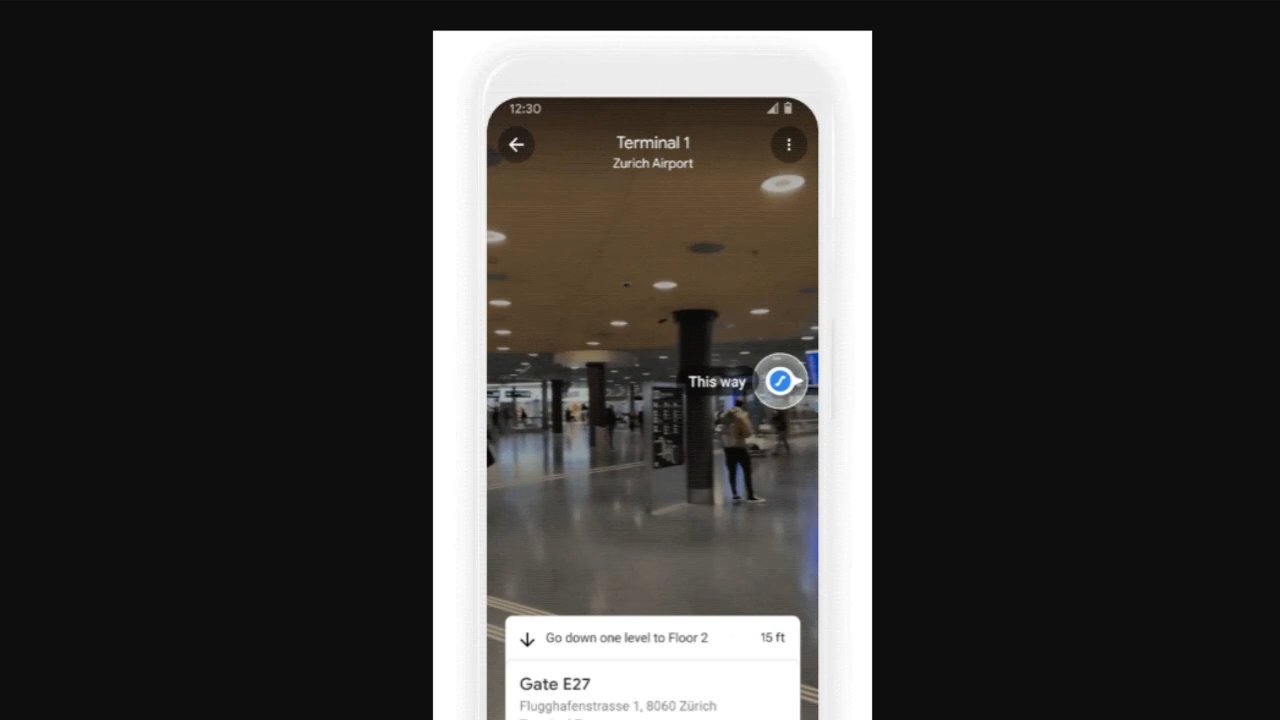 12:30
Terminal 1
Zurich Airport
This way
Go down one level to Floor 2
15 ft
Gate E27
Flugghafenstrasse 1, 8060 Zürich